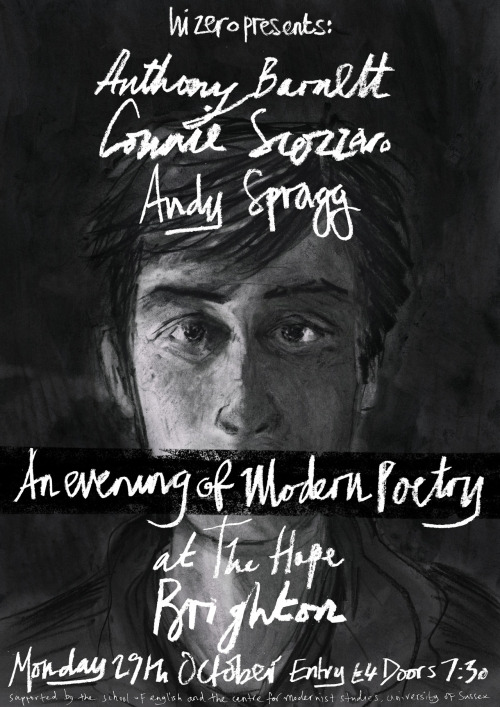 hi zero presents:
Anthony Barnett
Connie Scozzaro
Andy Spragg
An evening of Modern Poetry
at The Hope
Brighton
Monday 29th October Entry £4 Doors 7:30
supported by the school of english and the centre for modernist studies, university of sussex